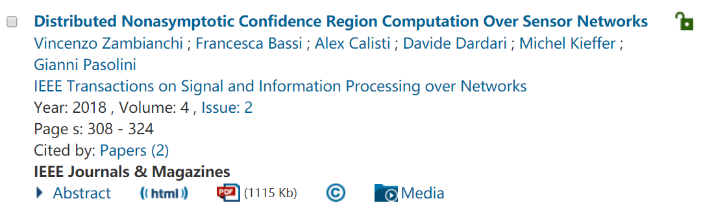 Distributed Nonasymptotic Confidence Region Computation Over Sensor Networks
Vincenzo Zambianchi ; Francesca Bassi ; Alex Calisti ; Davide Dardari ; Michel Kieffer ;
Gianni Pasolini
IEEE Transactions on Signal and Information Processing over Networks
Year: 2018 , Volume: 4 , Issue: 2
Page s: 308 - 324
Cited by: Papers (2)
IEEE Journals & Magazines
Abstract ((html)) PDF (1115 Kb) © Media